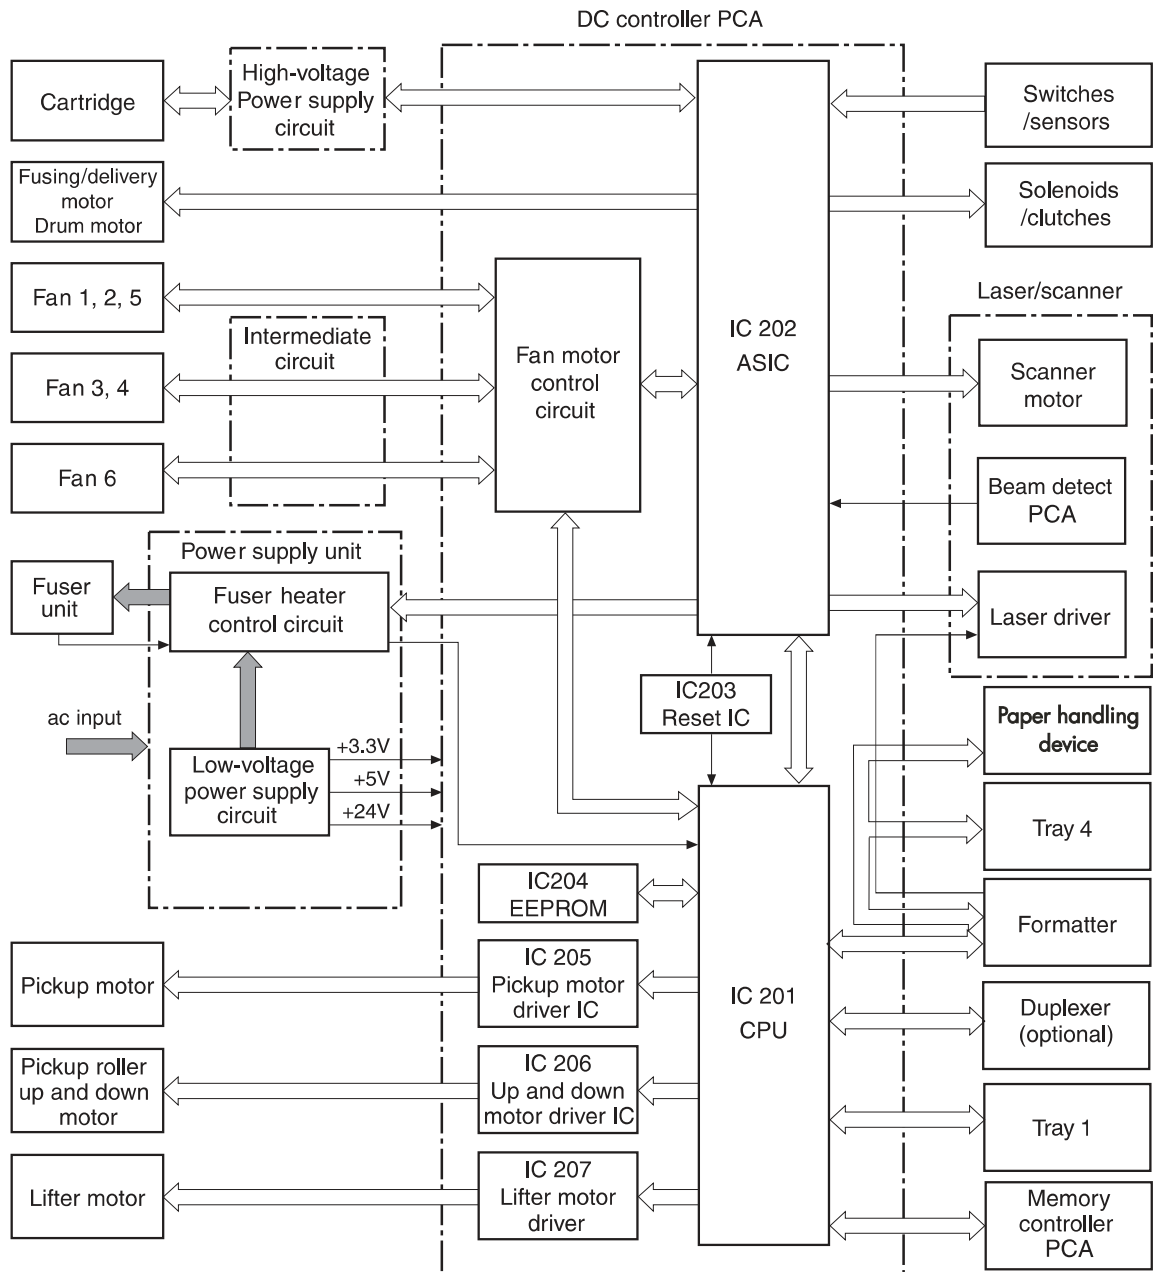 DC controller PCA
Cartridge
High-voltage
Power supply
circuit
Switches
/sensors
Fusing/delivery
motor
Drum motor
Solenoids
/clutches
Fan 1, 2, 5
Intermediate
circuit
Fan 3, 4
Fan 6
Fan motor
control
circuit
IC 202
ASIC
Laser/scanner
Scanner
motor
Beam detect
PCA
Laser driver
Power supply unit
Fuser
unit
Fuser heater
control circuit
ac input
Low-voltage
power supply
circuit
+3.3V
+5V
+24V
IC203
Reset IC
Paper handling
device
Tray 4
Formatter
IC204
EEPROM
Pickup motor
IC 205
Pickup motor
driver IC
IC 201
CPU
Duplexer
(optional)
Pickup roller
up and down
motor
IC 206
Up and down
motor driver IC
Tray 1
Lifter motor
IC 207
Lifter motor
driver
Memory
controller
PCA